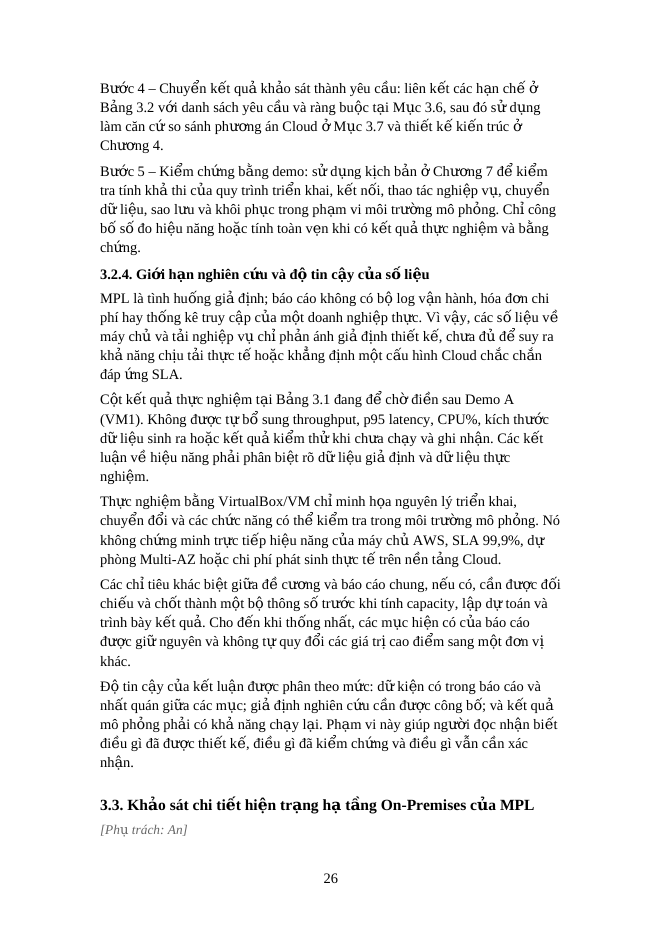 Bước 4 – Chuyển kết quả khảo sát thành yêu cầu: liên kết các hạn chế ở
Bảng 3.2 với danh sách yêu cầu và ràng buộc tại Mục 3.6, sau đó sử dụng
làm căn cứ so sánh phương án Cloud ở Mục 3.7 và thiết kế kiến trúc ở
Chương 4.
Bước 5 – Kiểm chứng bằng demo: sử dụng kịch bản ở Chương 7 để kiểm
tra tính khả thi của quy trình triển khai, kết nối, thao tác nghiệp vụ, chuyển
dữ liệu, sao lưu và khôi phục trong phạm vi môi trường mô phỏng. Chỉ công
bố số đo hiệu năng hoặc tính toàn vẹn khi có kết quả thực nghiệm và bằng
chứng.
3.2.4. Giới hạn nghiên cứu và độ tin cậy của số liệu
MPL là tình huống giả định; báo cáo không có bộ log vận hành, hóa đơn chi
phí hay thống kê truy cập của một doanh nghiệp thực. Vì vậy, các số liệu về
máy chủ và tải nghiệp vụ chỉ phản ánh giả định thiết kế, chưa đủ để suy ra
khả năng chịu tải thực tế hoặc khẳng định một cấu hình Cloud chắc chắn
đáp ứng SLA.
Cột kết quả thực nghiệm tại Bảng 3.1 đang để chờ điền sau Demo A
(VM1). Không được tự bổ sung throughput, p95 latency, CPU%, kích thước
dữ liệu sinh ra hoặc kết quả kiểm thử khi chưa chạy và ghi nhận. Các kết
luận về hiệu năng phải phân biệt rõ dữ liệu giả định và dữ liệu thực
nghiệm.
Thực nghiệm bằng VirtualBox/VM chỉ minh họa nguyên lý triển khai,
chuyển đổi và các chức năng có thể kiểm tra trong môi trường mô phỏng. Nó
không chứng minh trực tiếp hiệu năng của máy chủ AWS, SLA 99,9%, dự
phòng Multi-AZ hoặc chi phí phát sinh thực tế trên nền tảng Cloud.
Các chỉ tiêu khác biệt giữa đề cương và báo cáo chung, nếu có, cần được đối
chiếu và chốt thành một bộ thông số trước khi tính capacity, lập dự toán và
trình bày kết quả. Cho đến khi thống nhất, các mục hiện có của báo cáo
được giữ nguyên và không tự quy đổi các giá trị cao điểm sang một đơn vị
khác.
Độ tin cậy của kết luận được phân theo mức: dữ kiện có trong báo cáo và
nhất quán giữa các mục; giả định nghiên cứu cần được công bố; và kết quả
mô phỏng phải có khả năng chạy lại. Phạm vi này giúp người đọc nhận biết
điều gì đã được thiết kế, điều gì đã kiểm chứng và điều gì vẫn cần xác
nhận.
3.3. Khảo sát chi tiết hiện trạng hạ tầng On-Premises của MPL
[Phụ trách: An]
26